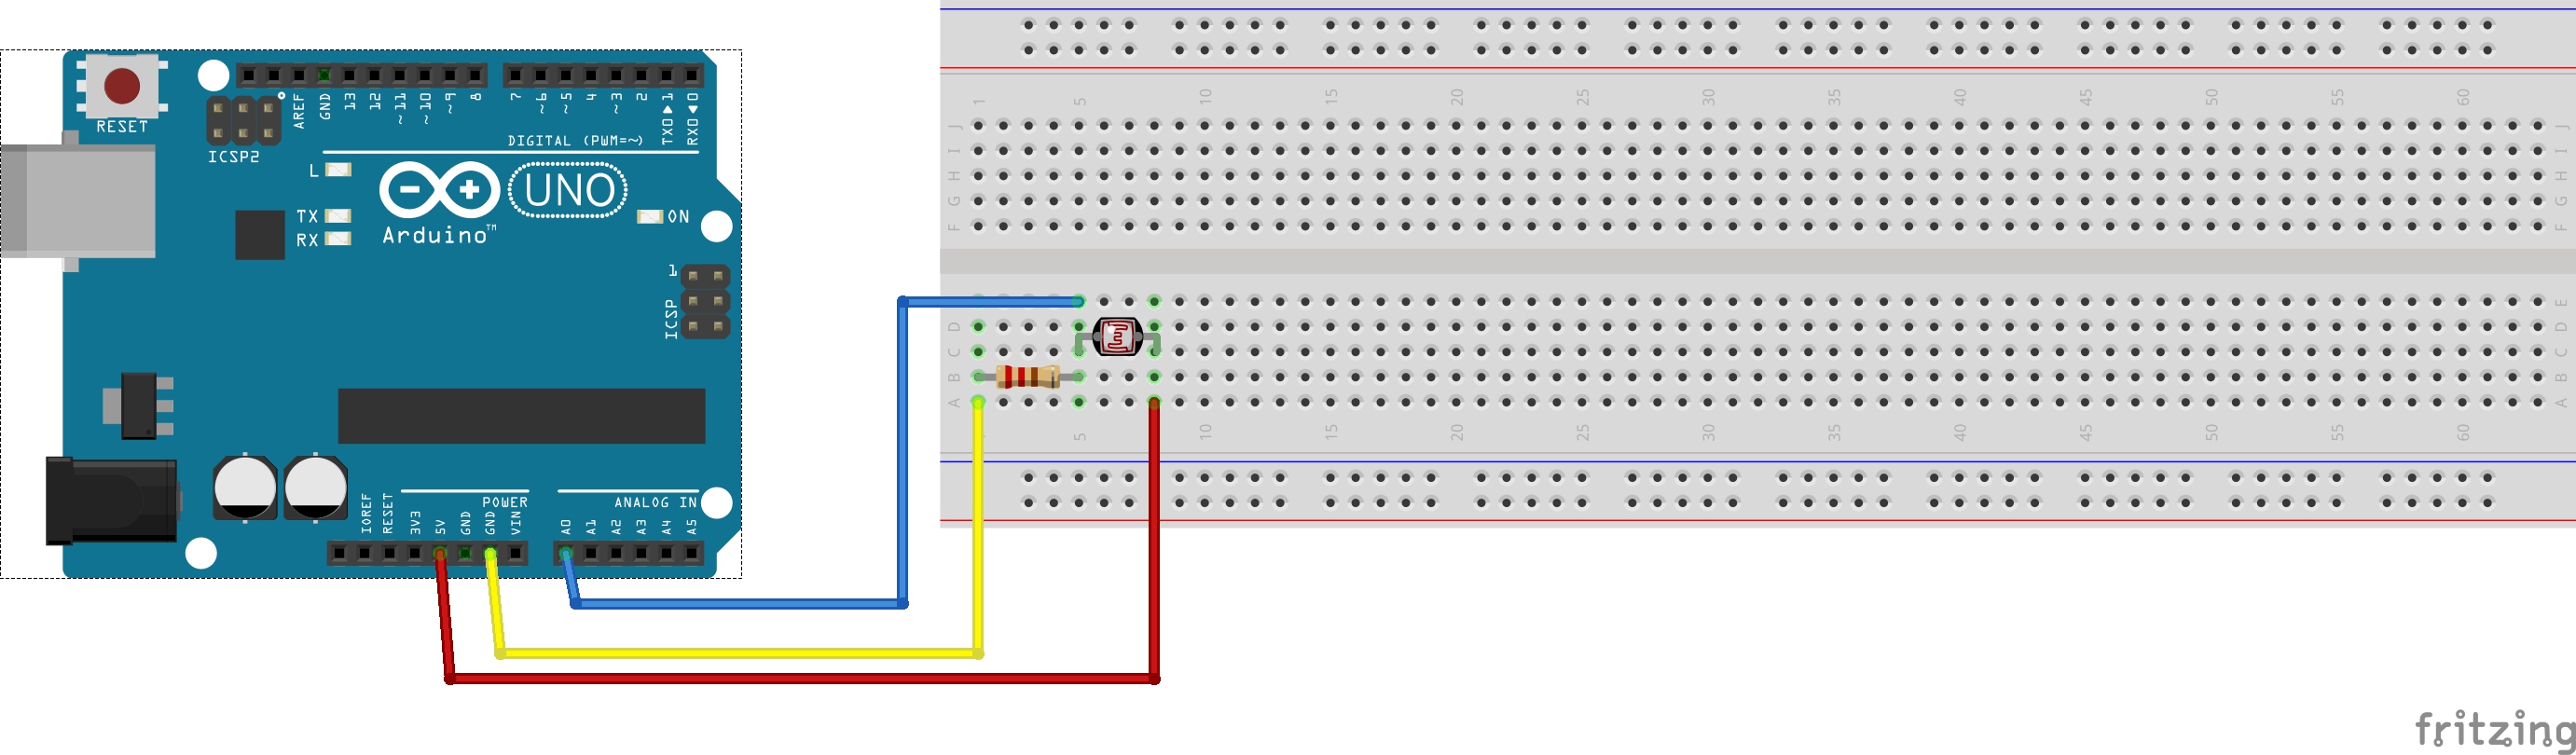 RESET
ICSP2
AREF
GND
13
12
~11
~10
~9
8
7
~6
~5
4
~3
2
TX0▶1
RX0◀0
DIGITAL (PWM=~)
L
TX
RX
UNO
ON
Arduino™
1
ICSP
POWER
ANALOG IN
IOREF
RESET
3V3
5V
GND
GND
VIN
A0
A1
A2
A3
A4
A5
1 5 10 15 20 25 30 35 40 45 50 55 60
J J
I I
H H
G G
F F
E
D D
C C
B B
A A
5 10 15 20 25 30 35 40 45 50 55 60
fritzing